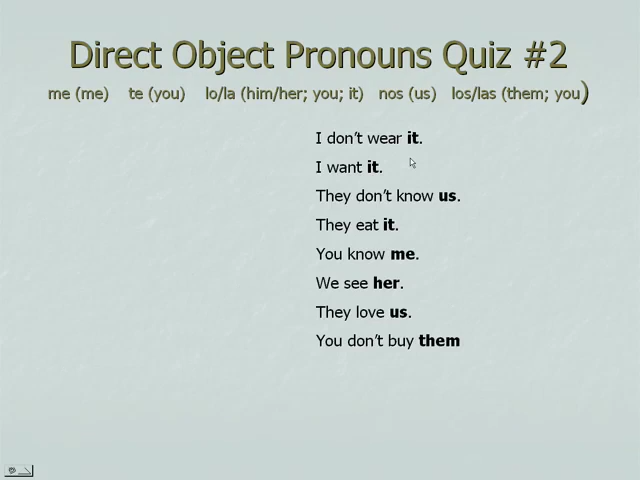 Direct Object Pronouns Quiz #2
me (me) te (you) lo/la (him/her; you; it) nos (us) los/las (them; you)
I don't wear it.
I want it.
They don't know us.
They eat it.
You know me.
We see her.
They love us.
You don't buy them